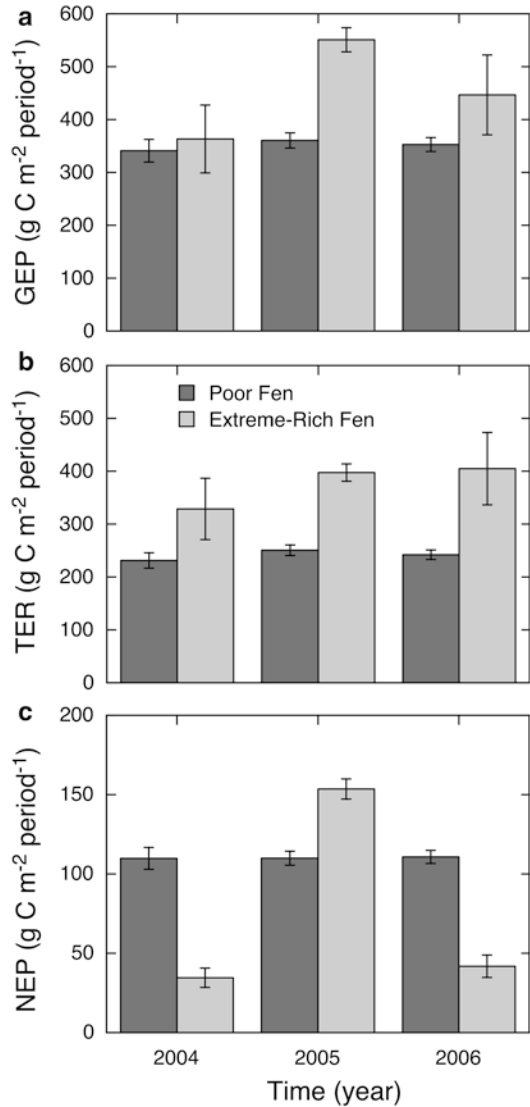 a
600
500
400
300
200
100
0
GEP (g C m⁻² period⁻¹)
b
600
500
400
300
200
100
0
TER (g C m⁻² period⁻¹)
Poor Fen
Extreme-Rich Fen
c
200
150
100
50
0
NEP (g C m⁻² period⁻¹)
2004 2005 2006
Time (year)